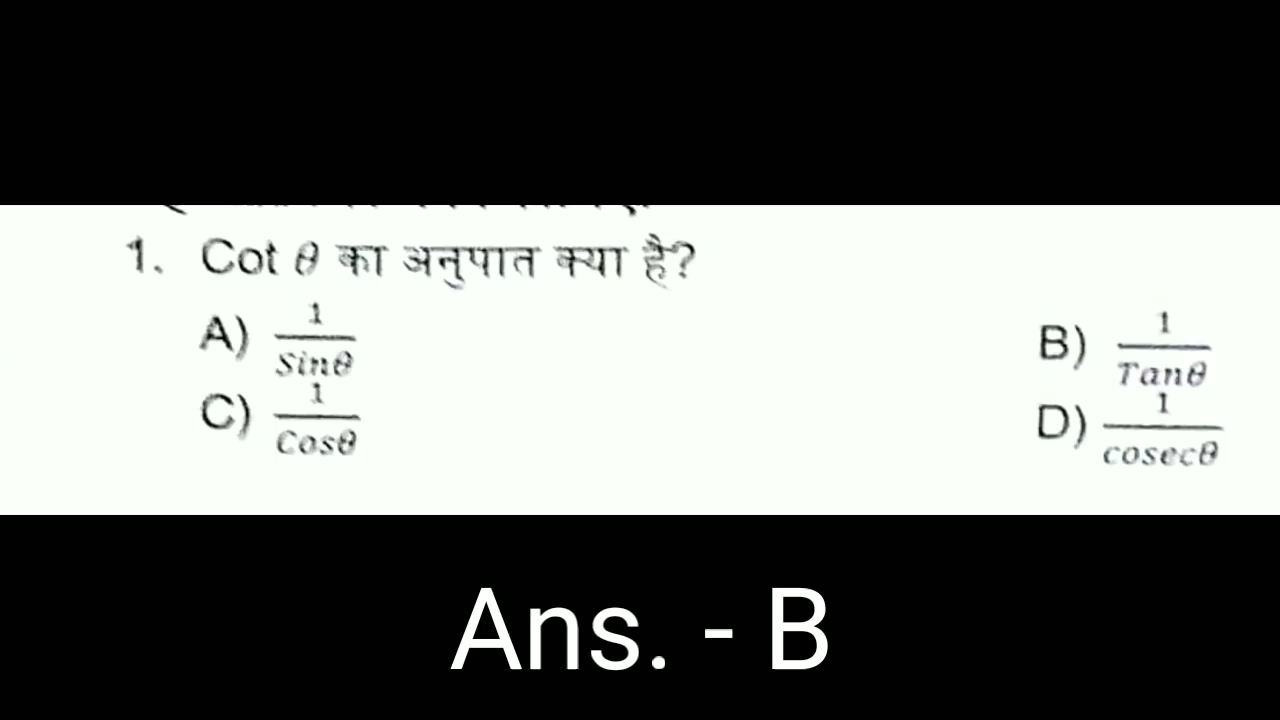 1. Cot θ का अनुपात क्या है?
A) 1/Sinθ B) 1/Tanθ
C) 1/Cosθ D) 1/cosecθ
Ans. - B